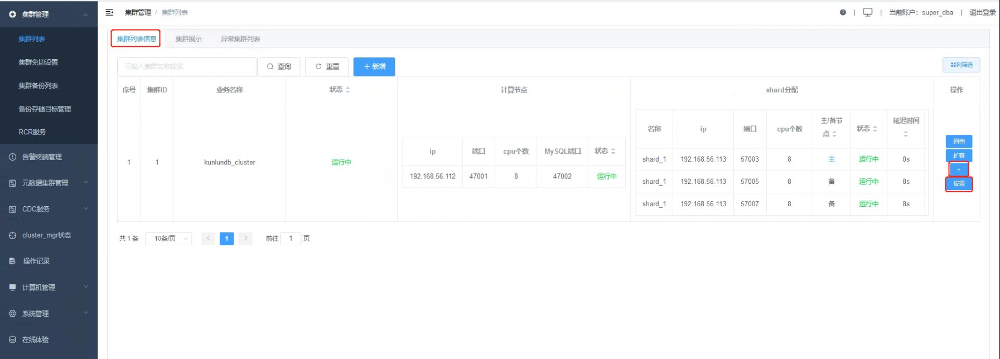 集群管理
集群列表
集群免切设置
集群备份列表
备份存储目标管理
RCR服务
告警终端管理
元数据集群管理
CDC服务
cluster_mgr状态
操作记录
计算机管理
系统管理
在线体验
集群管理 / 集群列表
| | 当前账户: super_dba | 退出登录
集群列表信息 集群展示 异常集群列表
可输入集群名称搜索 查询 重置 + 新增 列筛选
序号 集群ID 业务名称 状态 计算节点 shard分配 操作
1 1 kunlundb_cluster 运行中
ip 端口 cpu个数 MySQL端口 状态
192.168.56.112 47001 8 47002 运行中
名称 ip 端口 cpu个数 主/备节点 状态 延迟时间
shard_1 192.168.56.113 57003 8 主 运行中 0s
shard_1 192.168.56.113 57005 8 备 运行中 8s
shard_1 192.168.56.113 57007 8 备 运行中 8s
回档
扩容
+
设置
共 1 条 10条/页 < 1 > 前往 1 页